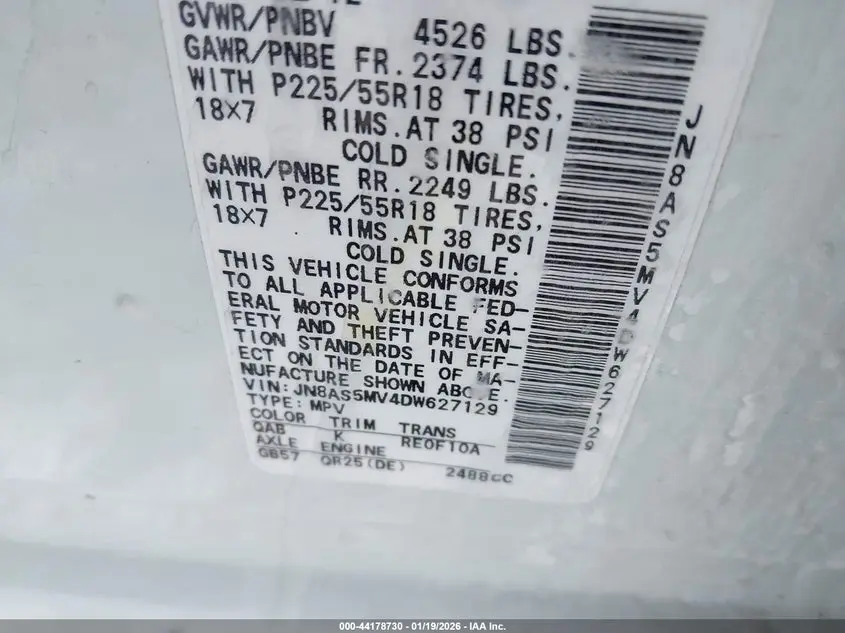 GVWR/PNBV 4526 LBS.
GAWR/PNBE FR. 2374 LBS.
WITH P225/55R18 TIRES,
18X7 RIMS. AT 38 PSI
COLD SINGLE.
GAWR/PNBE RR. 2249 LBS.
WITH P225/55R18 TIRES,
18X7 RIMS. AT 38 PSI
COLD SINGLE.
THIS VEHICLE CONFORMS
TO ALL APPLICABLE FED-
ERAL MOTOR VEHICLE SA-
FETY AND THEFT PREVEN-
TION STANDARDS IN EFF-
ECT ON THE DATE OF MA-
NUFACTURE SHOWN ABOVE.
VIN: JN8AS5MV4DW627129
TYPE: MPV
COLOR TRIM TRANS
QAB K RE0F10A
AXLE ENGINE
GB57 QR25(DE) 2488CC
JN8AS5MV4DW627129
000-44178730 - 01/19/2026 - IAA Inc.